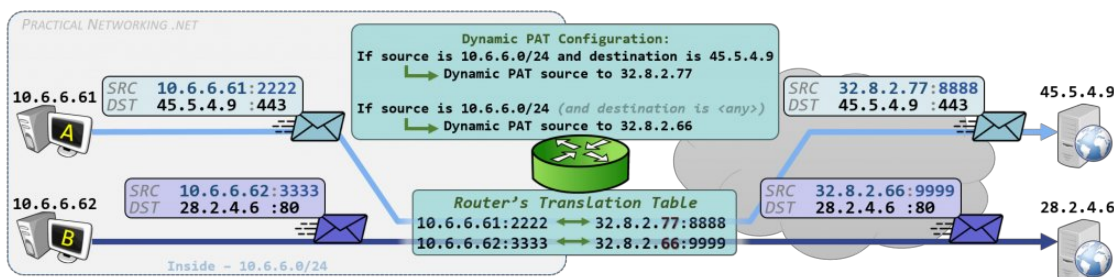 PRACTICAL NETWORKING .NET
Dynamic PAT Configuration:
If source is 10.6.6.0/24 and destination is 45.5.4.9
Dynamic PAT source to 32.8.2.77
If source is 10.6.6.0/24 (and destination is <any>)
Dynamic PAT source to 32.8.2.66
10.6.6.61
A
SRC 10.6.6.61:2222
DST 45.5.4.9 :443
SRC 32.8.2.77:8888
DST 45.5.4.9 :443
45.5.4.9
10.6.6.62
B
SRC 10.6.6.62:3333
DST 28.2.4.6 :80
Router's Translation Table
10.6.6.61:2222 ⟷ 32.8.2.77:8888
10.6.6.62:3333 ⟷ 32.8.2.66:9999
SRC 32.8.2.66:9999
DST 28.2.4.6 :80
28.2.4.6
Inside – 10.6.6.0/24